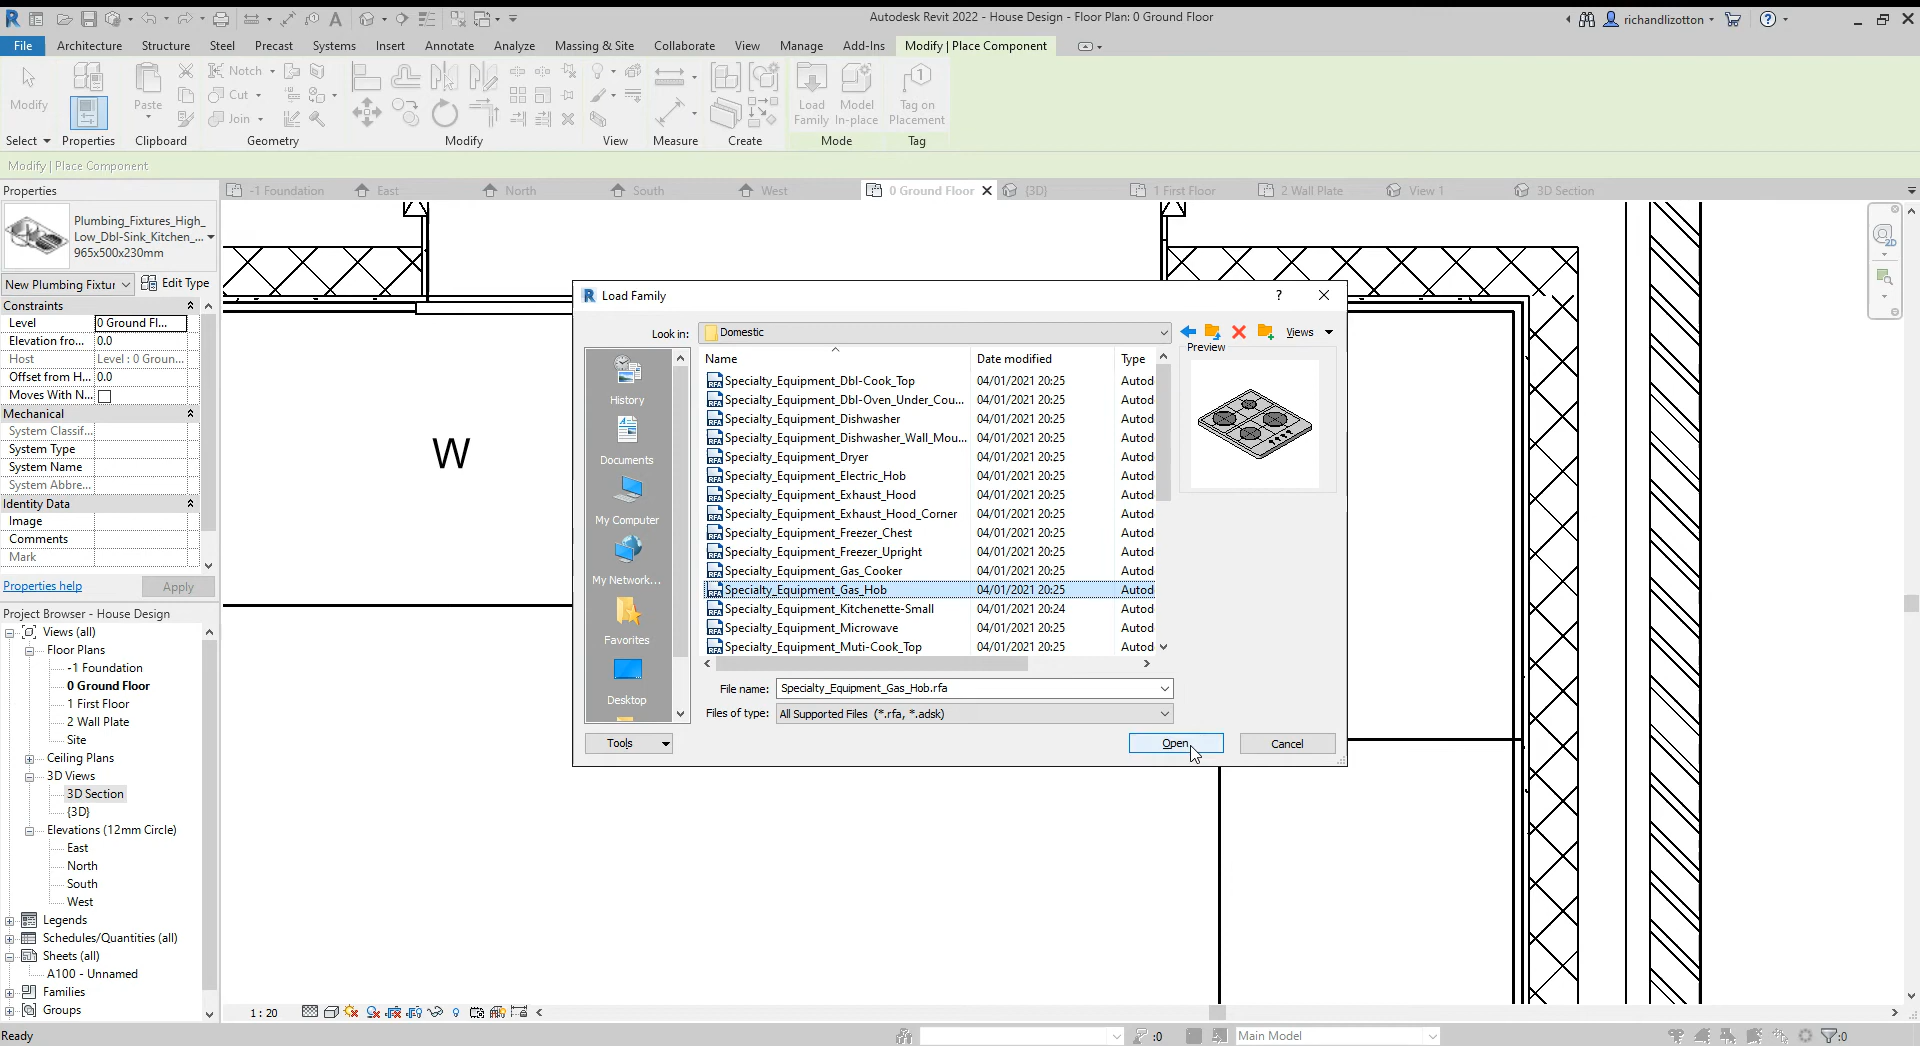 Autodesk Revit 2022 - House Design - Floor Plan: 0 Ground Floor
richandlizotton
File Architecture Structure Steel Precast Systems Insert Annotate Analyze Massing & Site Collaborate View Manage Add-Ins Modify | Place Component
Modify
Paste
Notch
Cut
Join
Load Family
Model In-place
Tag on Placement
Select Properties Clipboard Geometry Modify View Measure Create Mode Tag
Modify | Place Component
Properties
-1 Foundation East North South West 0 Ground Floor {3D} 1 First Floor 2 Wall Plate View 1 3D Section
Plumbing_Fixtures_High_
Low_Dbl-Sink_Kitchen_...
965x500x230mm
New Plumbing Fixtur Edit Type
Constraints
Level 0 Ground Fl...
Elevation fro... 0.0
Host Level : 0 Groun...
Offset from H... 0.0
Moves With N...
Mechanical
System Classif...
System Type
System Name
System Abbre...
Identity Data
Image
Comments
Mark
Properties help Apply
Project Browser - House Design
Views (all)
Floor Plans
-1 Foundation
0 Ground Floor
1 First Floor
2 Wall Plate
Site
Ceiling Plans
3D Views
3D Section
{3D}
Elevations (12mm Circle)
East
North
South
West
Legends
Schedules/Quantities (all)
Sheets (all)
A100 - Unnamed
Families
Groups
W
2D
Load Family
Look in: Domestic Views
Preview
History
Documents
My Computer
My Network...
Favorites
Desktop
Name Date modified Type
Specialty_Equipment_Dbl-Cook_Top 04/01/2021 20:25 Autod
Specialty_Equipment_Dbl-Oven_Under_Cou... 04/01/2021 20:25 Autod
Specialty_Equipment_Dishwasher 04/01/2021 20:25 Autod
Specialty_Equipment_Dishwasher_Wall_Mou... 04/01/2021 20:25 Autod
Specialty_Equipment_Dryer 04/01/2021 20:25 Autod
Specialty_Equipment_Electric_Hob 04/01/2021 20:25 Autod
Specialty_Equipment_Exhaust_Hood 04/01/2021 20:25 Autod
Specialty_Equipment_Exhaust_Hood_Corner 04/01/2021 20:25 Autod
Specialty_Equipment_Freezer_Chest 04/01/2021 20:25 Autod
Specialty_Equipment_Freezer_Upright 04/01/2021 20:25 Autod
Specialty_Equipment_Gas_Cooker 04/01/2021 20:25 Autod
Specialty_Equipment_Gas_Hob 04/01/2021 20:25 Autod
Specialty_Equipment_Kitchenette-Small 04/01/2021 20:24 Autod
Specialty_Equipment_Microwave 04/01/2021 20:25 Autod
Specialty_Equipment_Muti-Cook_Top 04/01/2021 20:25 Autod
File name: Specialty_Equipment_Gas_Hob.rfa
Files of type: All Supported Files (*.rfa, *.adsk)
Tools Open Cancel
1 : 20
Ready :0 Main Model :0